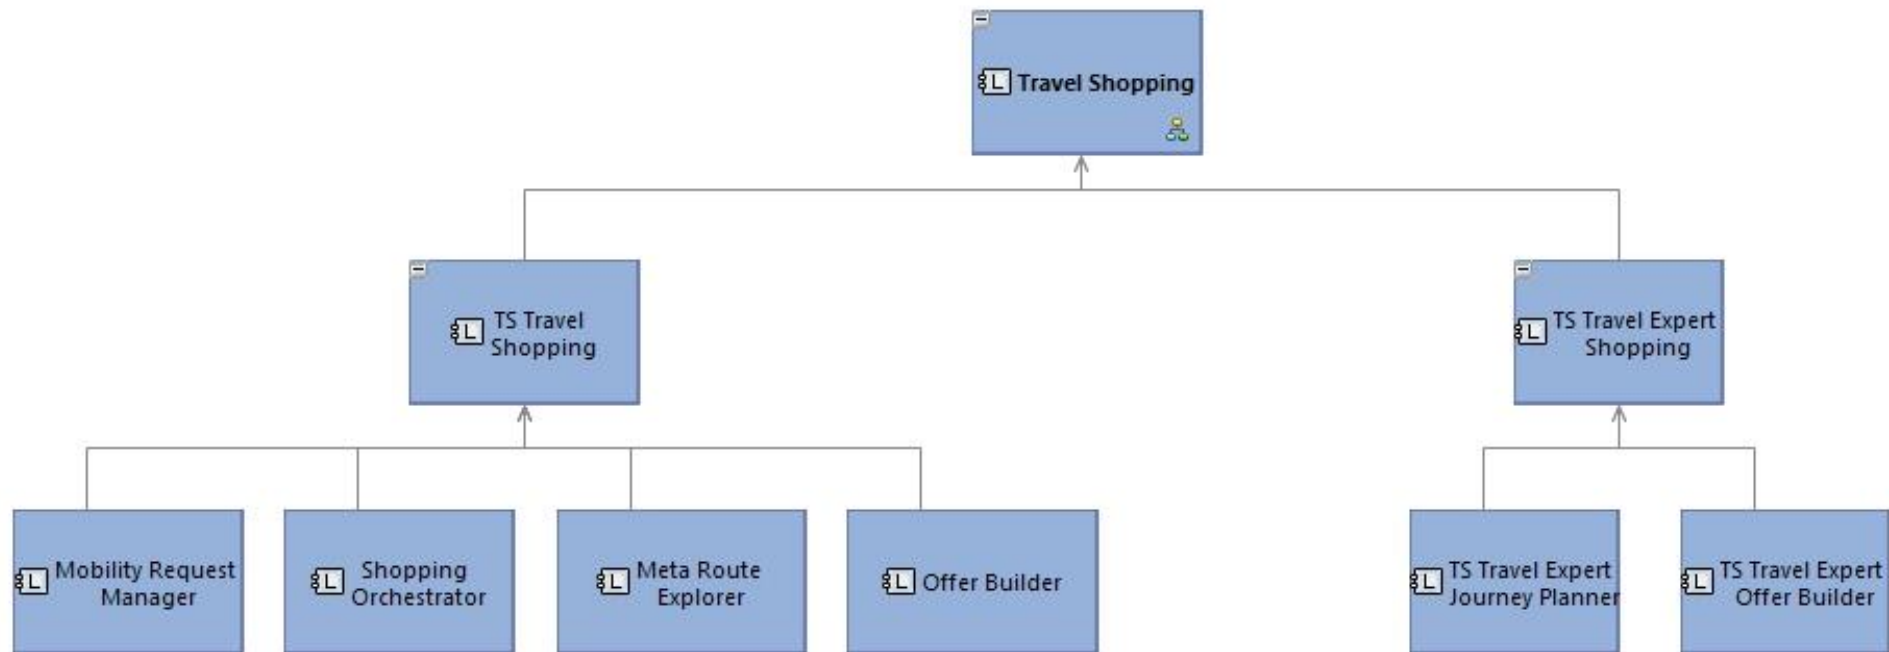 L Travel Shopping
L TS Travel
Shopping
L TS Travel Expert
Shopping
L Mobility Request
Manager
L Shopping
Orchestrator
L Meta Route
Explorer
L Offer Builder
L TS Travel Expert
Journey Planner
L TS Travel Expert
Offer Builder